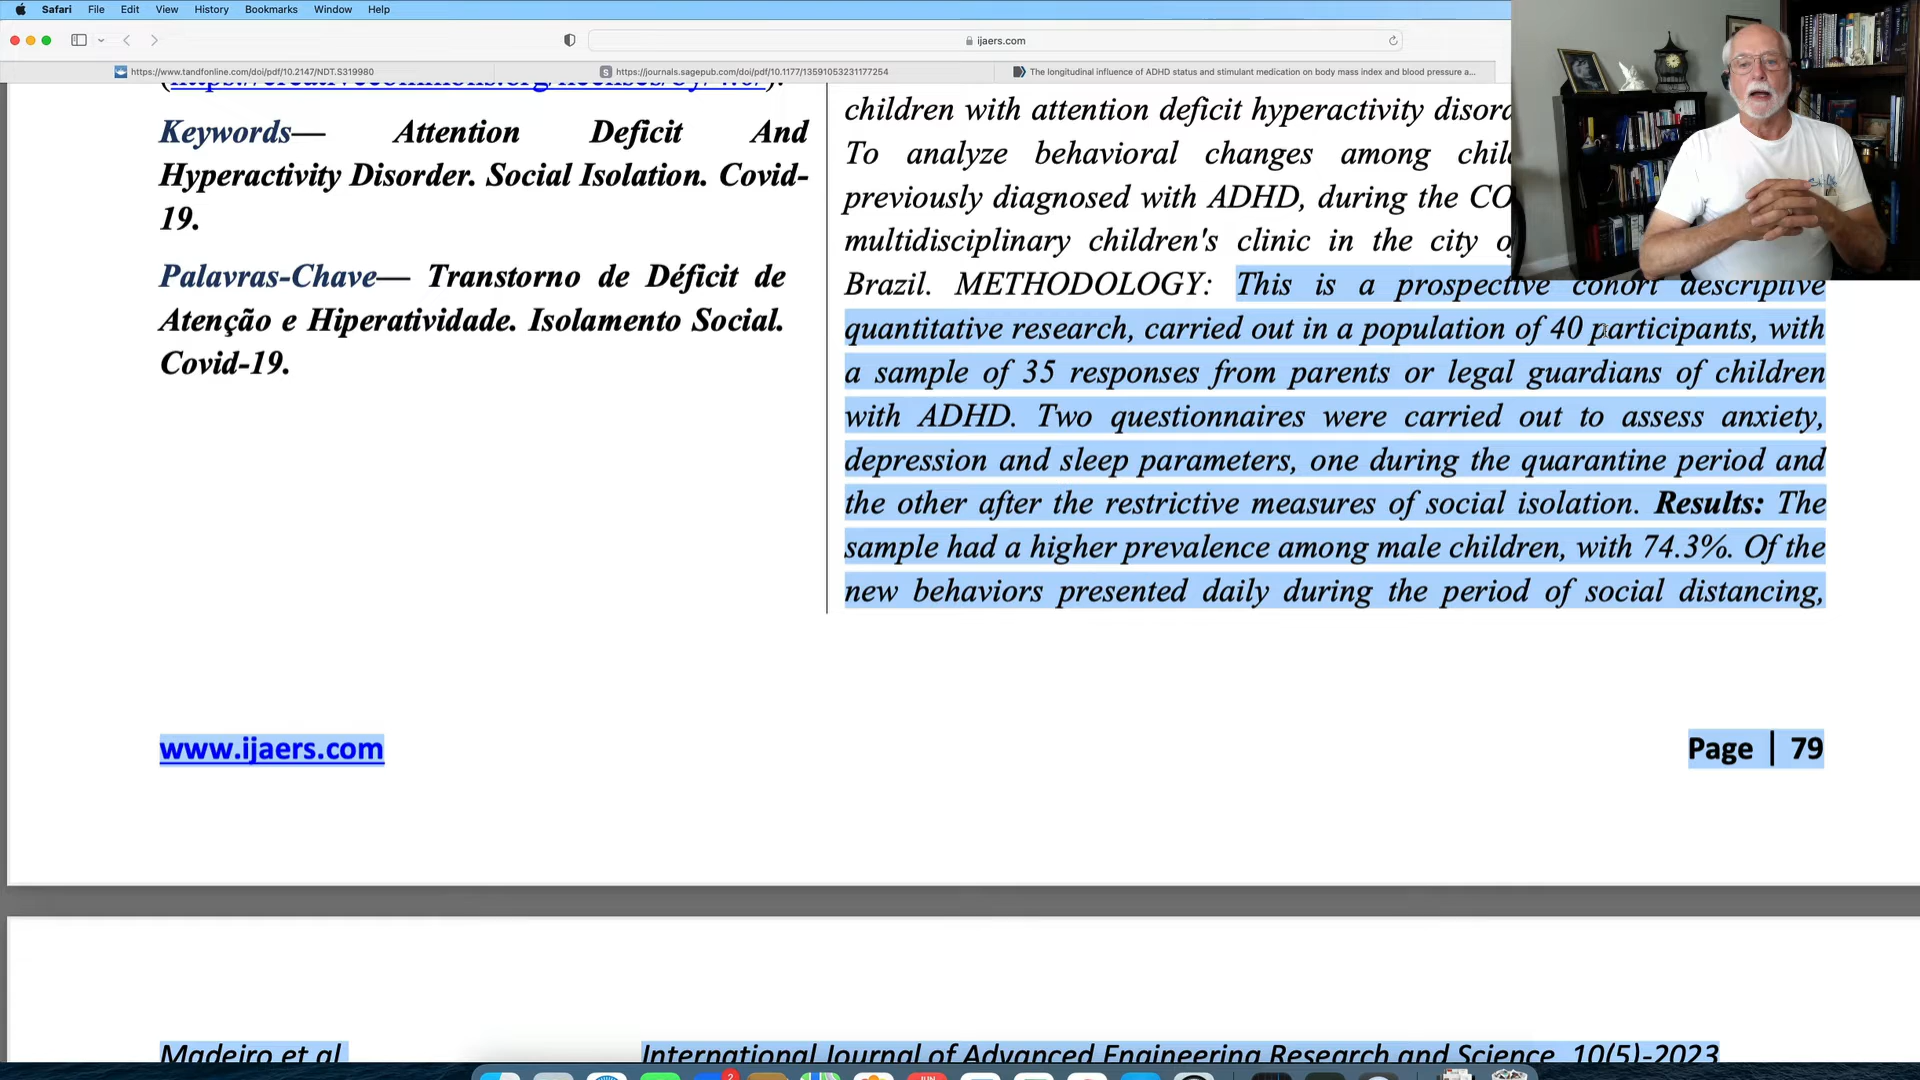 Safari File Edit View History Bookmarks Window Help
ijaers.com
https://www.tandfonline.com/doi/pdf/10.2147/NDT.S319980
https://journals.sagepub.com/doi/pdf/10.1177/13591053231177254
The longitudinal influence of ADHD status and stimulant medication on body mass index and blood pressure a...
Keywords— Attention Deficit And
Hyperactivity Disorder. Social Isolation. Covid-
19.
Palavras-Chave— Transtorno de Déficit de
Atenção e Hiperatividade. Isolamento Social.
Covid-19.
children with attention deficit hyperactivity
To analyze behavioral changes among
previously diagnosed with ADHD, during the
multidisciplinary children's clinic in the city
Brazil. METHODOLOGY: This is a prospective cohort descriptive
quantitative research, carried out in a population of 40 participants, with
a sample of 35 responses from parents or legal guardians of children
with ADHD. Two questionnaires were carried out to assess anxiety,
depression and sleep parameters, one during the quarantine period and
the other after the restrictive measures of social isolation. Results: The
sample had a higher prevalence among male children, with 74.3%. Of the
new behaviors presented daily during the period of social distancing,
www.ijaers.com
Page | 79
Madeiro et al
International Journal of Advanced Engineering Research and Science, 10(5)-2023
2
JUN